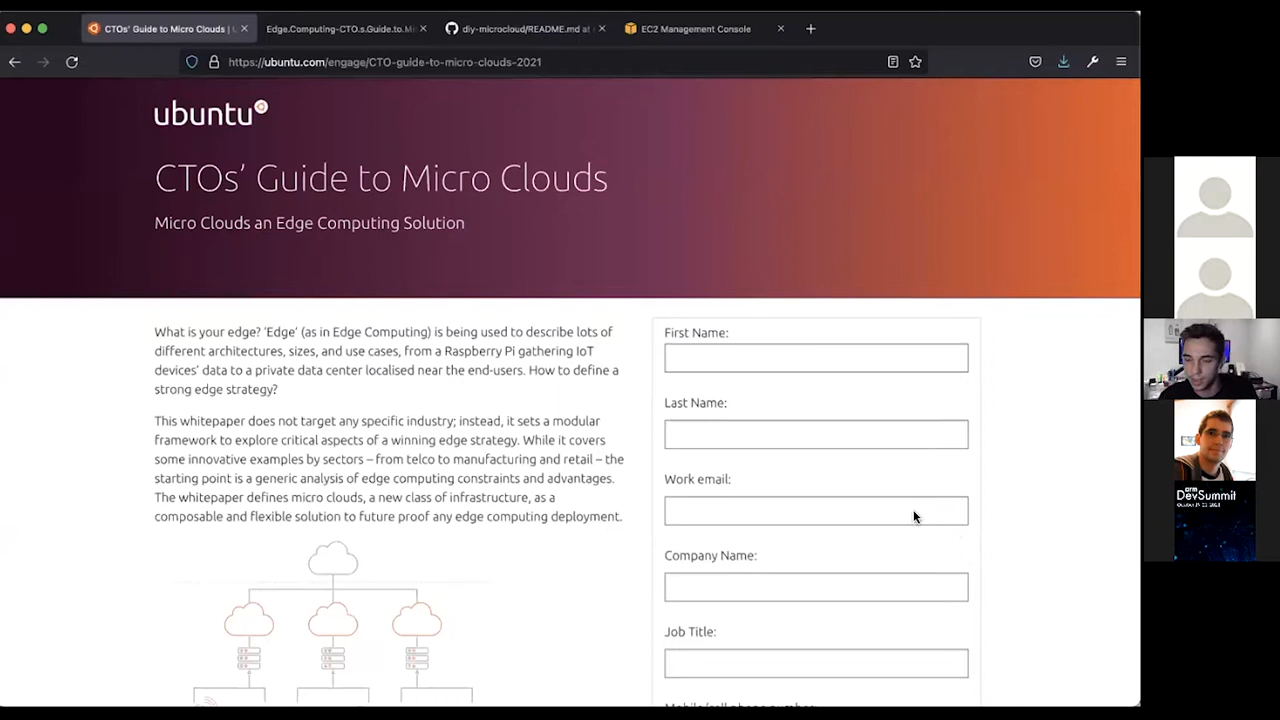 CTOs' Guide to Micro Clouds | U
Edge.Computing-CTO.s.Guide.to.Mi
diy-microcloud/README.md at
EC2 Management Console
https://ubuntu.com/engage/CTO-guide-to-micro-clouds-2021
ubuntu
CTOs' Guide to Micro Clouds
Micro Clouds an Edge Computing Solution
What is your edge? 'Edge' (as in Edge Computing) is being used to describe lots of
different architectures, sizes, and use cases, from a Raspberry Pi gathering IoT
devices' data to a private data center localised near the end-users. How to define a
strong edge strategy?
This whitepaper does not target any specific industry; instead, it sets a modular
framework to explore critical aspects of a winning edge strategy. While it covers
some innovative examples by sectors – from telco to manufacturing and retail – the
starting point is a generic analysis of edge computing constraints and advantages.
The whitepaper defines micro clouds, a new class of infrastructure, as a
composable and flexible solution to future proof any edge computing deployment.
First Name:
Last Name:
Work email:
Company Name:
Job Title:
Mobile/cell phone number:
arm
DevSummit